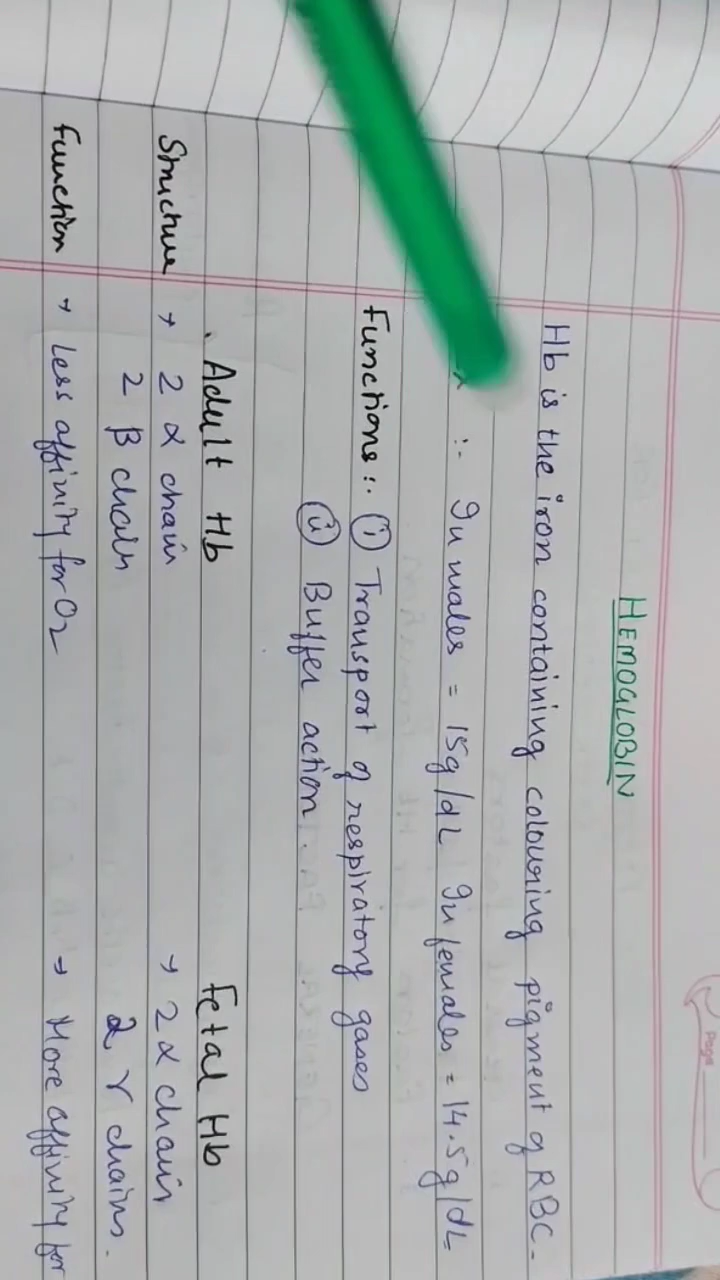 Page
HEMOGLOBIN
Hb is the iron containing colouring pigment of RBC.
:- In males = 15g/dL In females = 14.5g/dL
Functions:- (i) Transport of respiratory gases
(ii) Buffer action.
Adult Hb Fetal Hb
Structure → 2 α chain → 2 α chain
2 β chain 2 γ chains.
Function → Less affinity for O2 → More affinity for